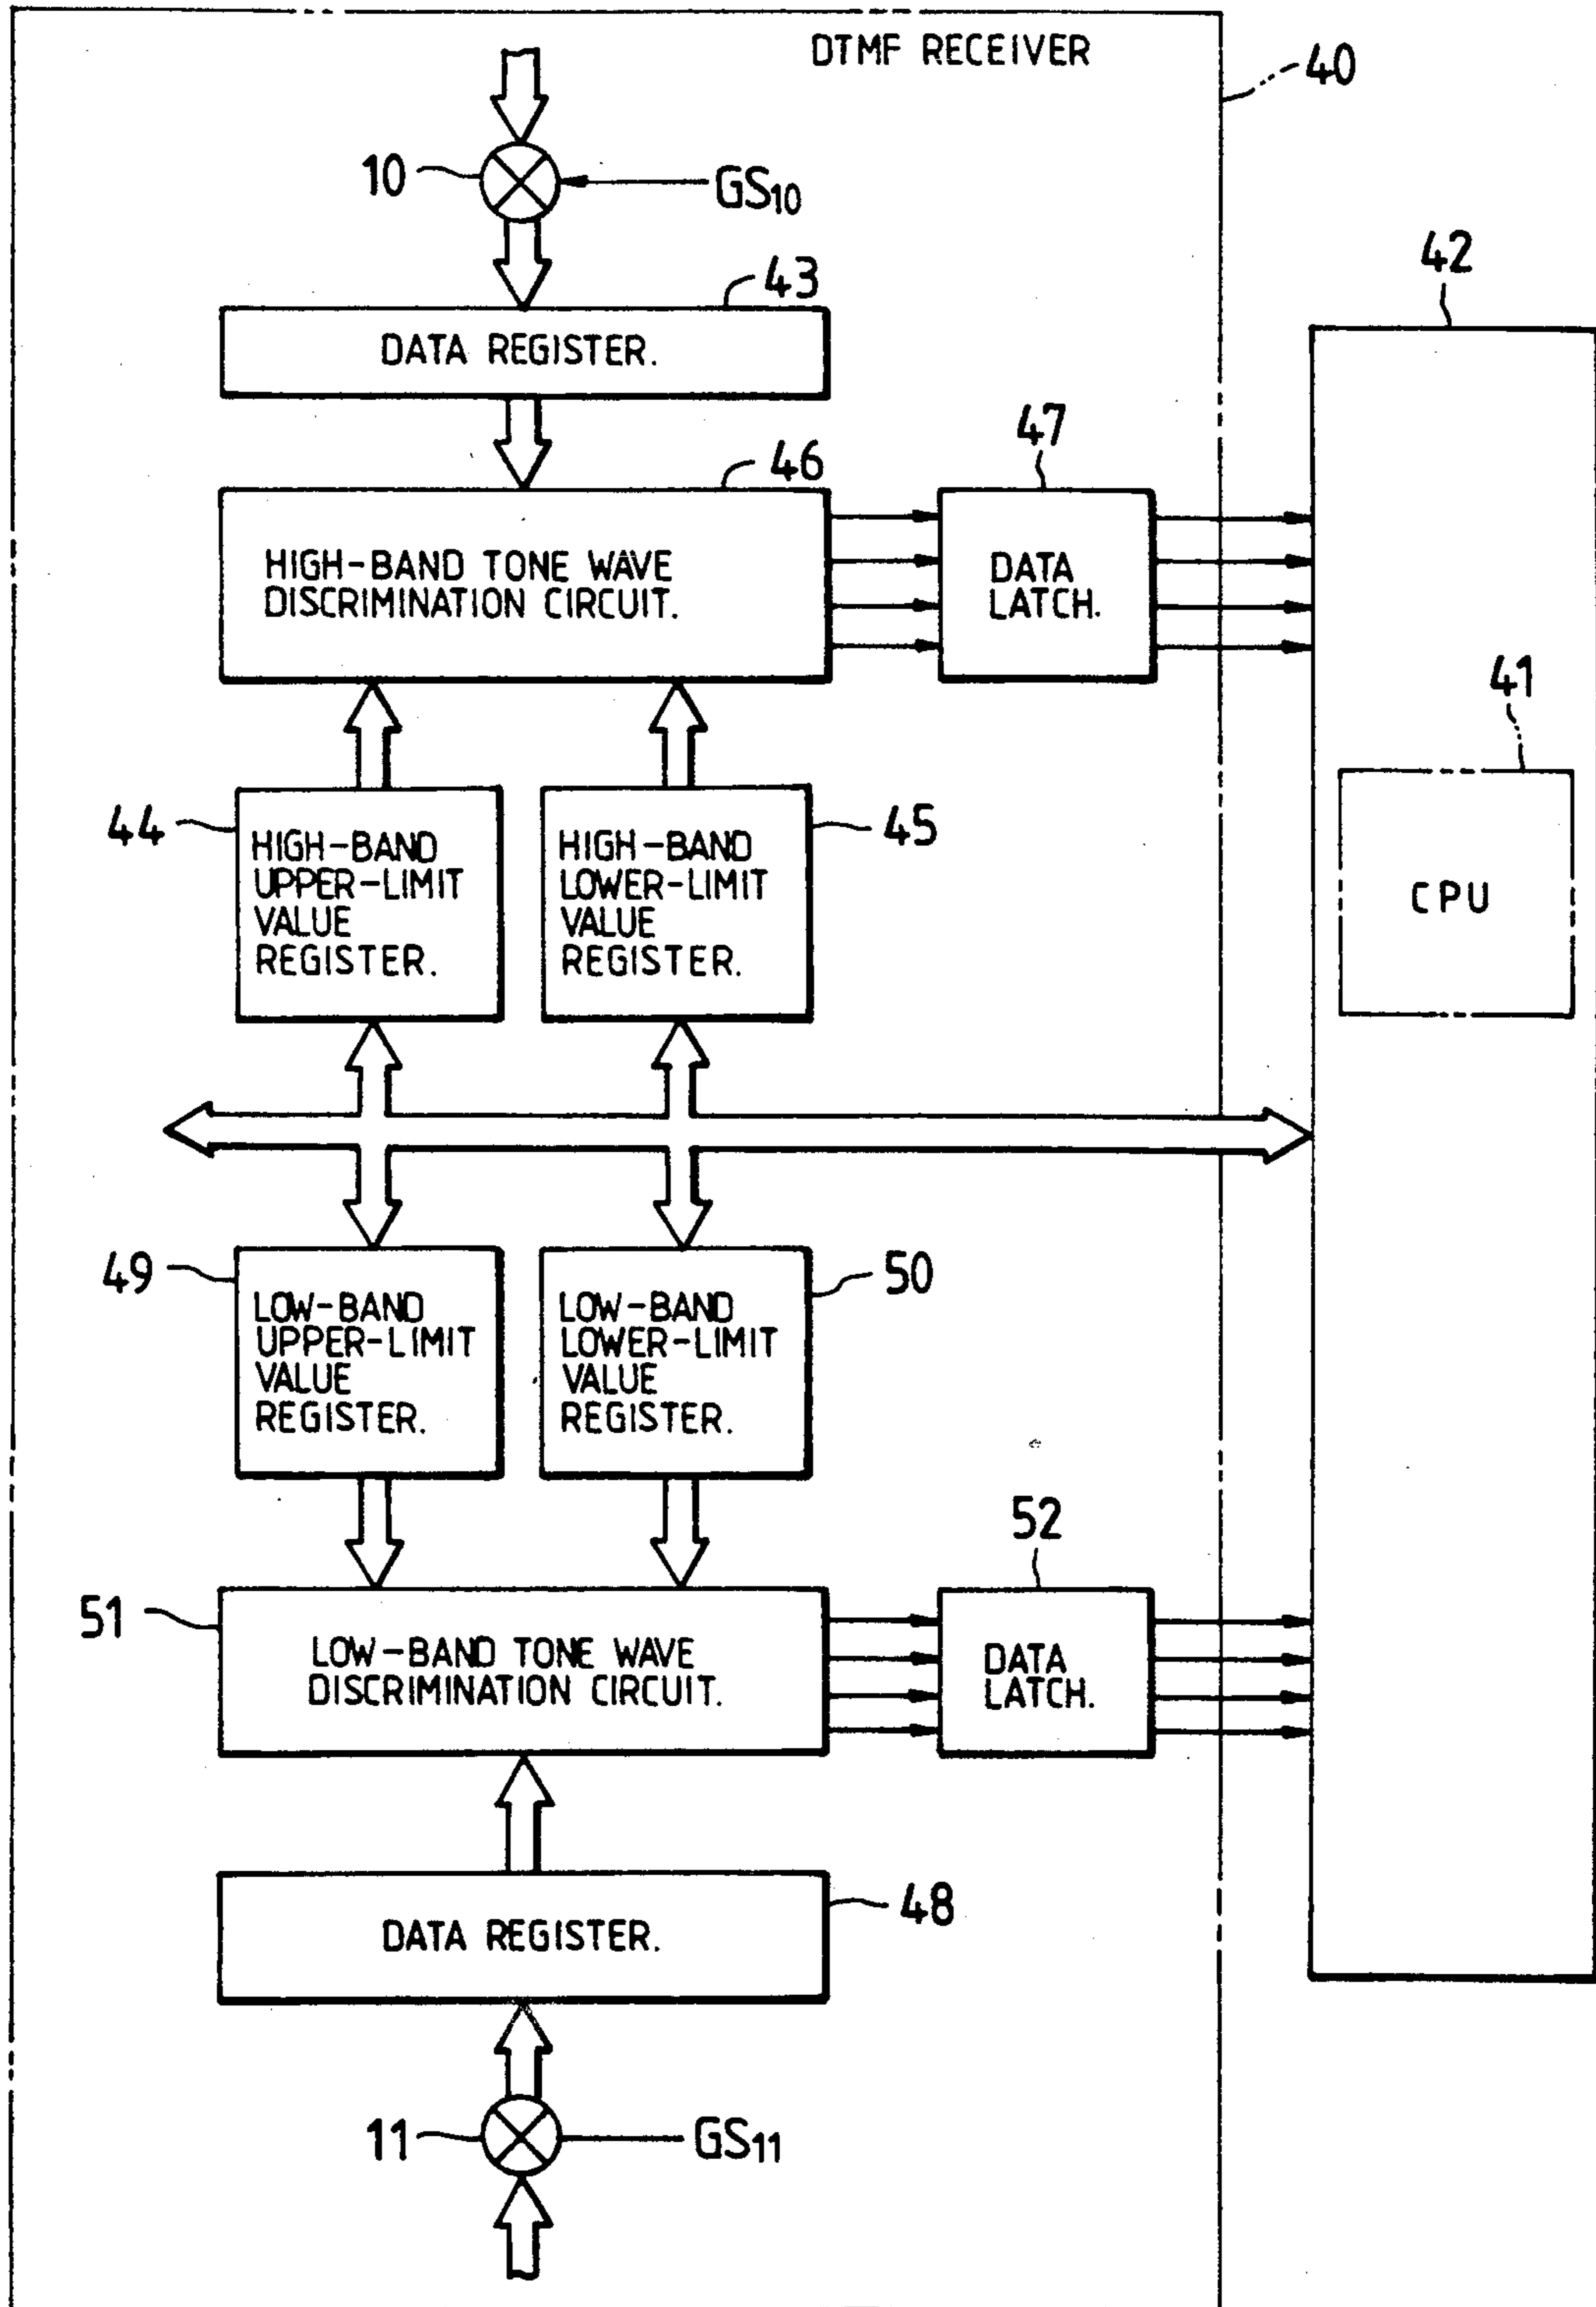 DTMF RECEIVER
40
10
GS10
43
42
DATA REGISTER.
47
46
HIGH-BAND TONE WAVE
DISCRIMINATION CIRCUIT.
DATA
LATCH.
41
44
45
HIGH-BAND
UPPER-LIMIT
VALUE
REGISTER.
HIGH-BAND
LOWER-LIMIT
VALUE
REGISTER.
CPU
49
50
LOW-BAND
UPPER-LIMIT
VALUE
REGISTER.
LOW-BAND
LOWER-LIMIT
VALUE
REGISTER.
52
51
LOW-BAND TONE WAVE
DISCRIMINATION CIRCUIT.
DATA
LATCH.
48
DATA REGISTER.
11
GS11